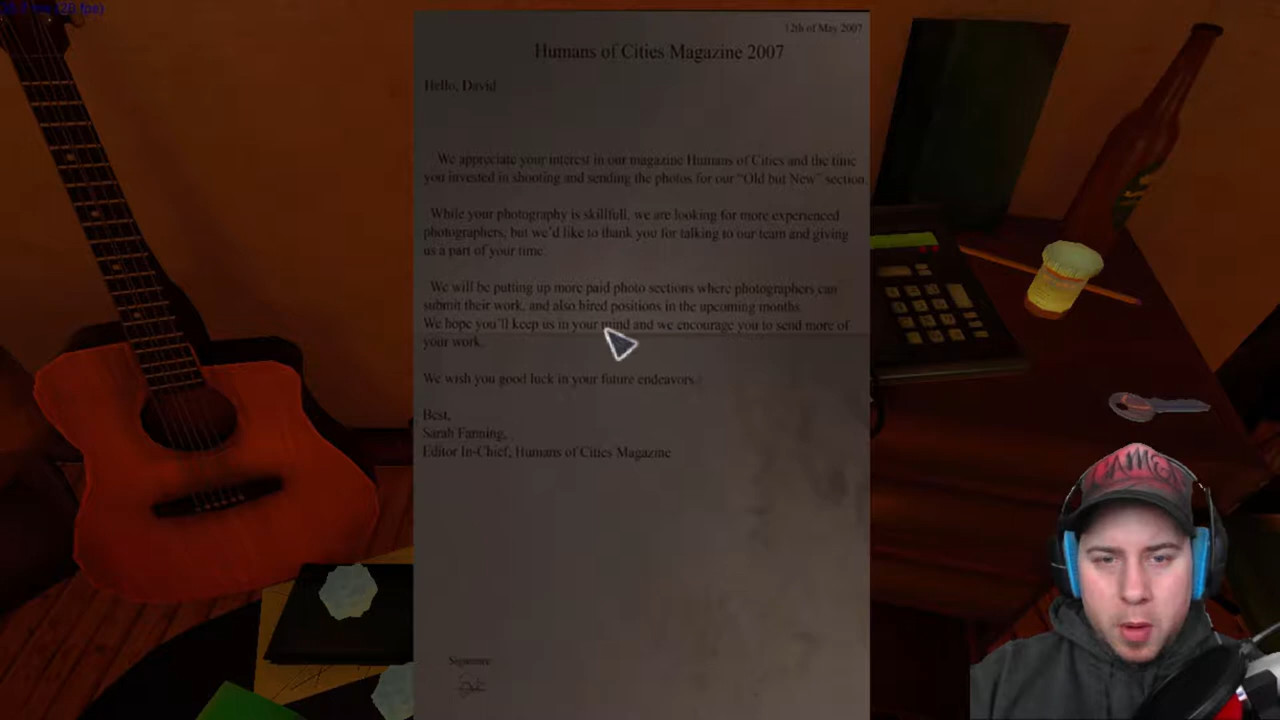 12th of May 2007
Humans of Cities Magazine 2007
Hello, David
We appreciate your interest in our magazine Humans of Cities and the time
you invested in shooting and sending the photos for our “Old but New” section.
While your photography is skillfull, we are looking for more experienced
photographers, but we’d like to thank you for talking to our team and giving
us a part of your time.
We will be putting up more paid photo sections where photographers can
submit their work, and also hired positions in the upcoming months.
We hope you’ll keep us in your mind and we encourage you to send more of
your work.
We wish you good luck in your future endeavors.
Best,
Sarah Fanning,
Editor In-Chief, Humans of Cities Magazine
Signature